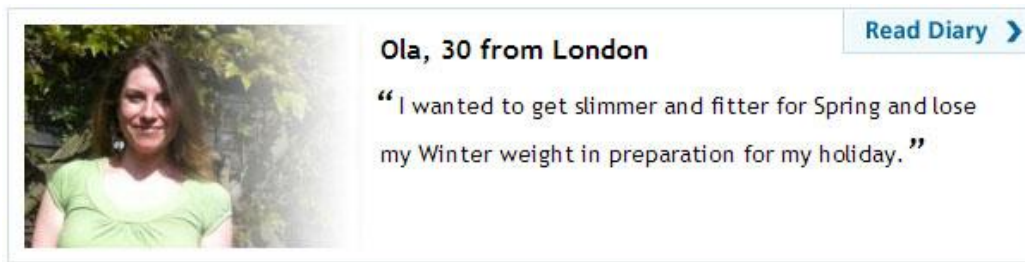 Read Diary
Ola, 30 from London
“I wanted to get slimmer and fitter for Spring and lose
my Winter weight in preparation for my holiday.”